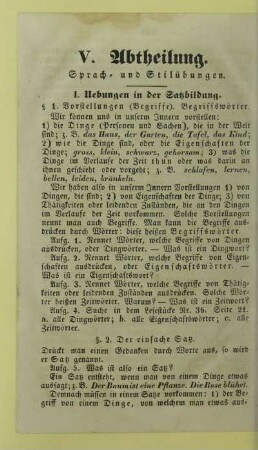 V. Abtheilung.
Sprach- und Stilübungen.
I. Uebungen in der Satzbildung.
§ 1. Vorstellungen (Begriffe). Begriffswörter.
Wir können uns in unserm Innern vorstellen:
1) die Dinge (Personen und Sachen), die in der Welt
sind; z. B. das Haus, der Garten, die Tafel, das Kind;
2) wie die Dinge sind, oder die Eigenschaften der
Dinge; gross, klein, schwarz, gehorsam; 3) was die
Dinge im Verlaufe der Zeit thun oder was dabei an
ihnen geschieht oder vorgeht; z. B. schlafen, lernen,
bellen, leiden, kränkeln.
Wir haben also in unserm Innern Vorstellungen 1) von
Dingen, die sind; 2) von Eigenschaften der Dinge; 3) von
Thätigkeiten oder leidenden Zuständen, die an den Dingen
im Verlaufe der Zeit vorkommen. Solche Vorstellungen
nennt man auch Begriffe. Man kann die Begriffe aus-
drücken durch Wörter; diese heißen Begriffswörter.
Aufg. 1. Nennet Wörter, welche Begriffe von Dingen
ausdrücken, oder Dingwörter. — Was ist ein Dingwort?
Aufg. 2. Nennet Wörter, welche Begriffe von Eigen-
schaften ausdrücken, oder Eigenschaftswörter. —
Was ist ein Eigenschaftswort?
Aufg. 3. Nennet Wörter, welche Begriffe von Thätig-
keiten oder leidenden Zuständen ausdrücken. Solche Wör-
ter heißen Zeitwörter. Warum? — Was ist ein Zeitwort?
Aufg. 4. Suche in dem Lesestücke Nr. 36. Seite 21.
a. alle Dingwörter; b. alle Eigenschaftswörter; c. alle
Zeitwörter.
§. 2. Der einfache Satz.
Drückt man einen Gedanken durch Worte aus, so wird
er Satz genannt.
Aufg. 5. Was ist also ein Satz?
Ein Satz entsteht, wenn man von einem Dinge etwas
aussagt; z. B. Der Baum ist eine Pflanze. Die Rose blühet.
Demnach müssen in einem Satze vorkommen: 1) der Be-
griff von einem Dinge, von welchem man etwas aus-